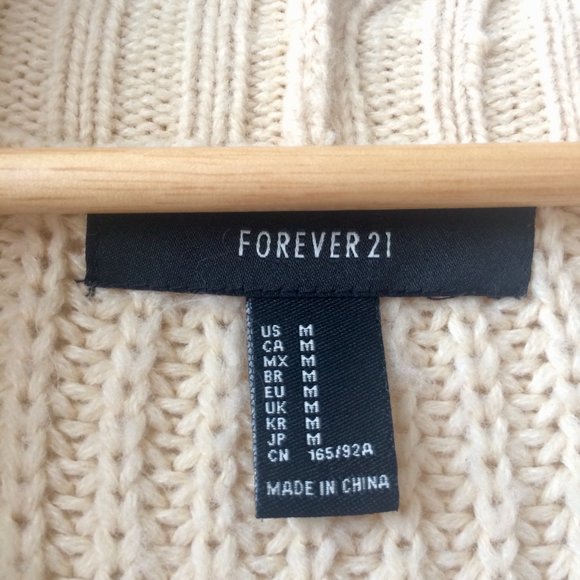 FOREVER 21
US M
CA M
MX M
BR M
EU M
UK M
KR M
JP M
CN 165/92A
MADE IN CHINA